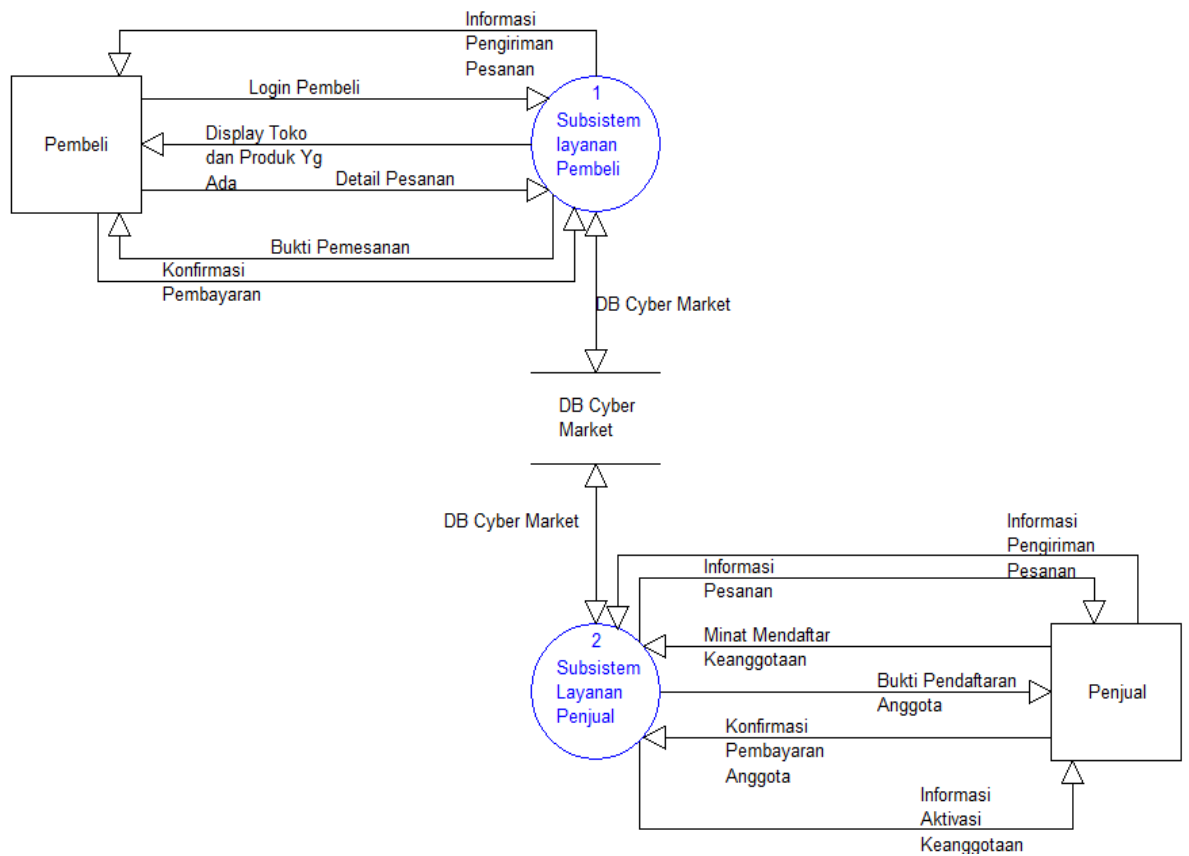 Informasi
Pengiriman
Pesanan
Login Pembeli
1
Subsistem
layanan
Pembeli
Pembeli
Display Toko
dan Produk Yg
Ada
Detail Pesanan
Bukti Pemesanan
Konfirmasi
Pembayaran
DB Cyber Market
DB Cyber
Market
DB Cyber Market
Informasi
Pengiriman
Pesanan
Informasi
Pesanan
2
Subsistem
Layanan
Penjual
Minat Mendaftar
Keanggotaan
Bukti Pendaftaran
Anggota
Penjual
Konfirmasi
Pembayaran
Anggota
Informasi
Aktivasi
Keanggotaan